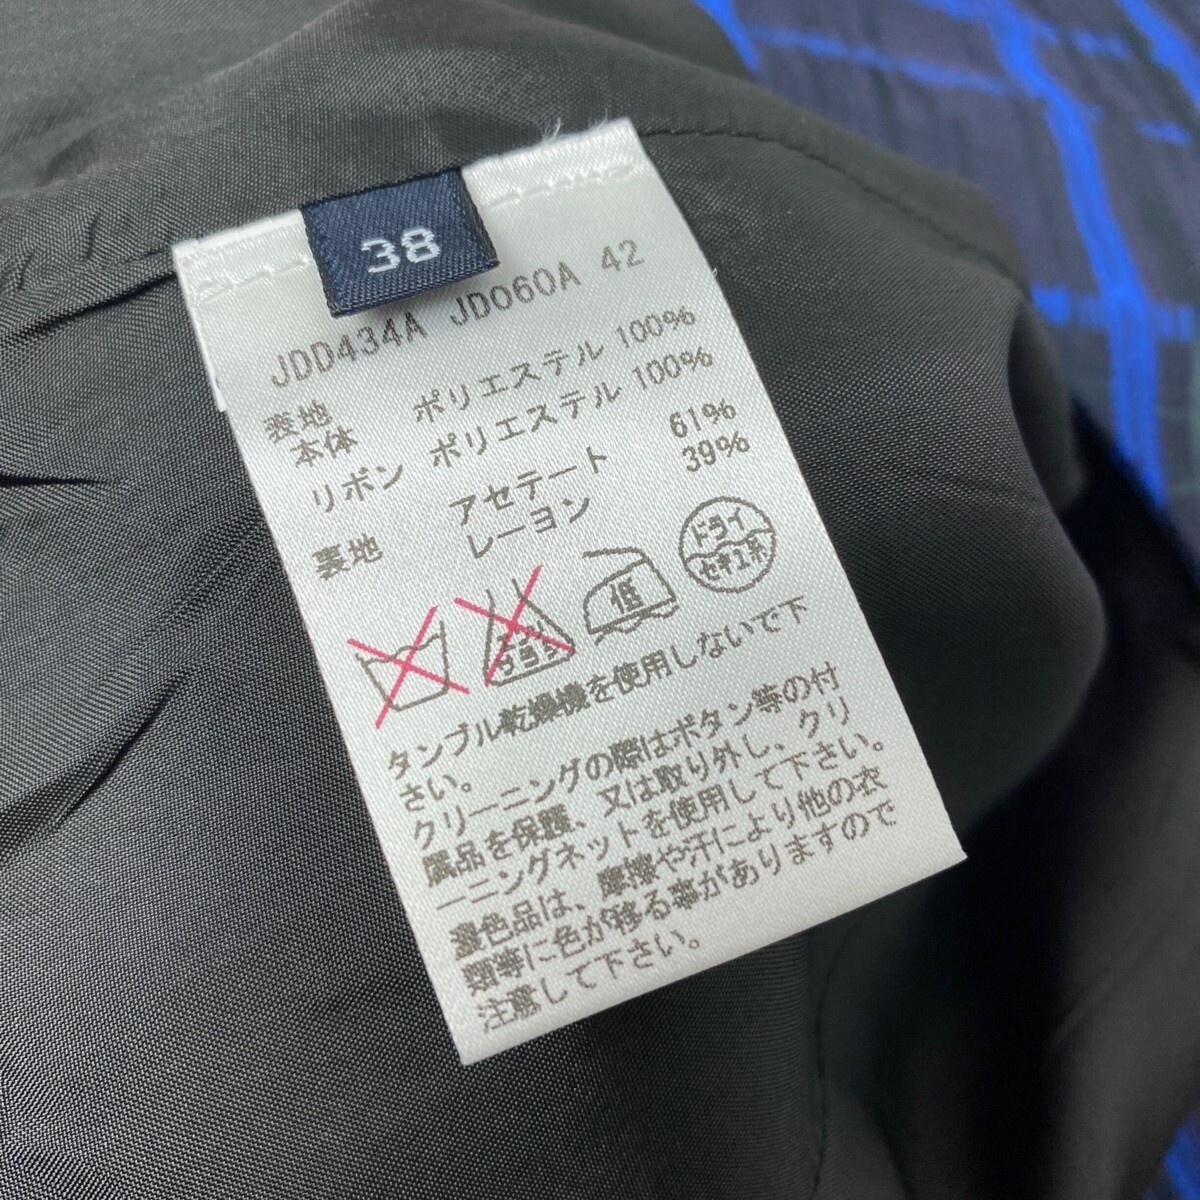 38
JDD434A JD060A 42
表地
本体 ポリエステル 100%
リボン ポリエステル 100%
裏地 アセテート 61%
レーヨン 39%
エンソ サラシ
低
ドライ
セキユ系
タンブル乾燥機を使用しないで下
さい。
クリーニングの際はボタン等の付
属品を保護、又は取り外し、クリ
ーニングネットを使用して下さい。
濃色品は、摩擦や汗により他の衣
類等に色が移る事がありますので
注意して下さい。